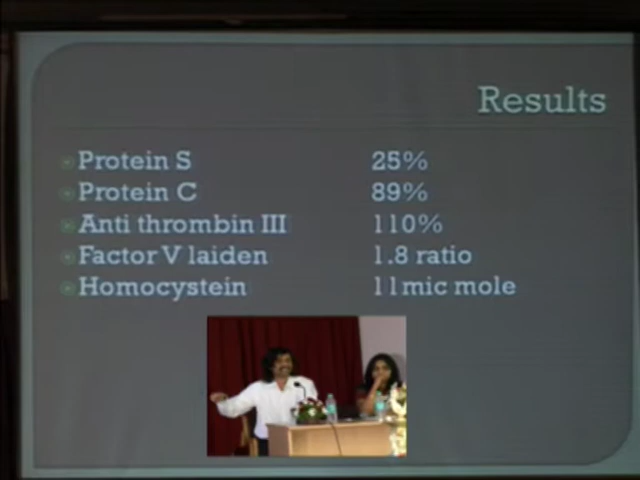 Results
Protein S 25%
Protein C 89%
Anti thrombin III 110%
Factor V laiden 1.8 ratio
Homocystein 11mic mole